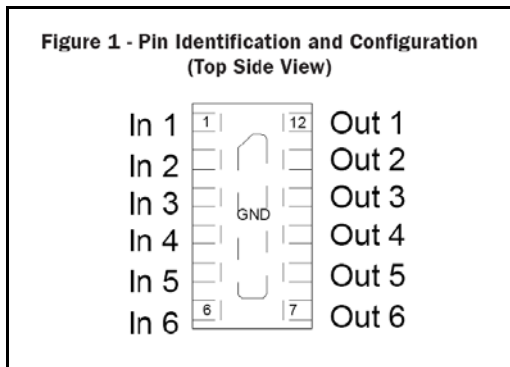 Figure 1 - Pin Identification and Configuration
(Top Side View)
In 1 1 12 Out 1
In 2 Out 2
In 3 Out 3
GND
In 4 Out 4
In 5 Out 5
In 6 6 7 Out 6